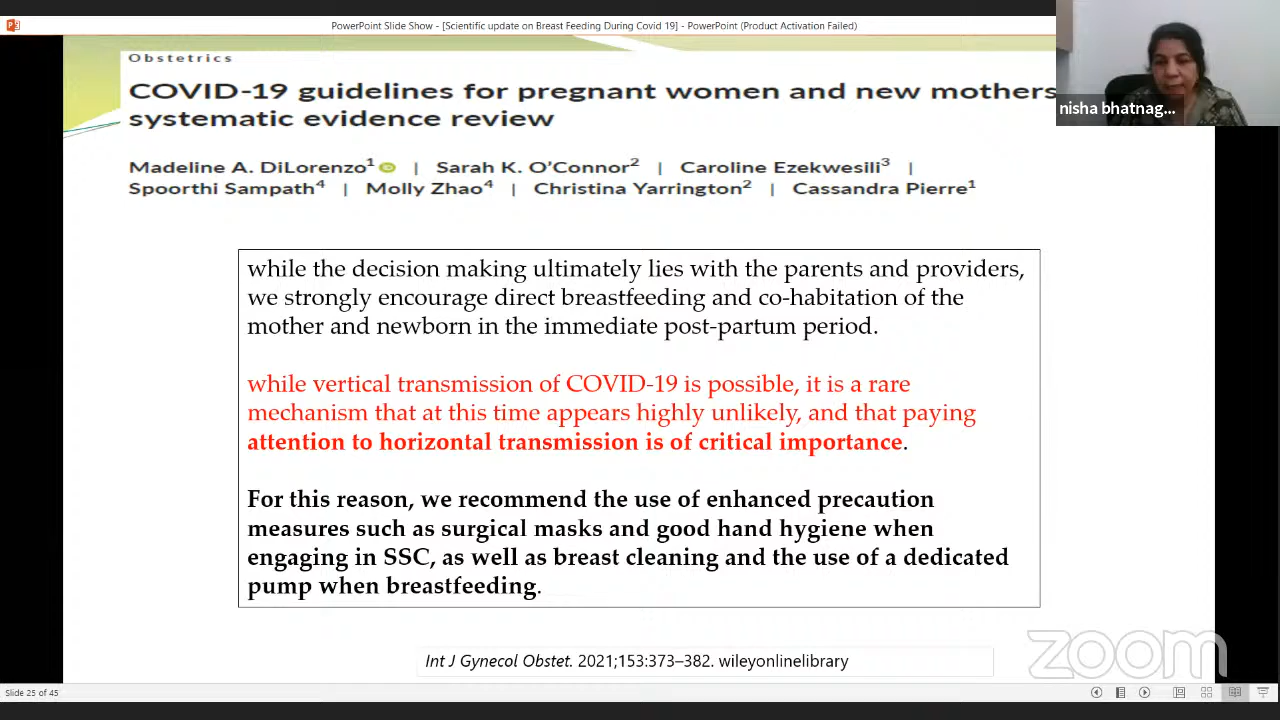 PowerPoint Slide Show - [Scientific update on Breast Feeding During Covid 19] - PowerPoint (Product Activation Failed)
Obstetrics
COVID-19 guidelines for pregnant women and new mothers
systematic evidence review
Madeline A. DiLorenzo1 | Sarah K. O'Connor2 | Caroline Ezekwesili3 |
Spoorthi Sampath4 | Molly Zhao4 | Christina Yarrington2 | Cassandra Pierre1
nisha bhatnag...
while the decision making ultimately lies with the parents and providers,
we strongly encourage direct breastfeeding and co-habitation of the
mother and newborn in the immediate post-partum period.
while vertical transmission of COVID-19 is possible, it is a rare
mechanism that at this time appears highly unlikely, and that paying
attention to horizontal transmission is of critical importance.
For this reason, we recommend the use of enhanced precaution
measures such as surgical masks and good hand hygiene when
engaging in SSC, as well as breast cleaning and the use of a dedicated
pump when breastfeeding.
Int J Gynecol Obstet. 2021;153:373–382. wileyonlinelibrary
zoom
Slide 25 of 45